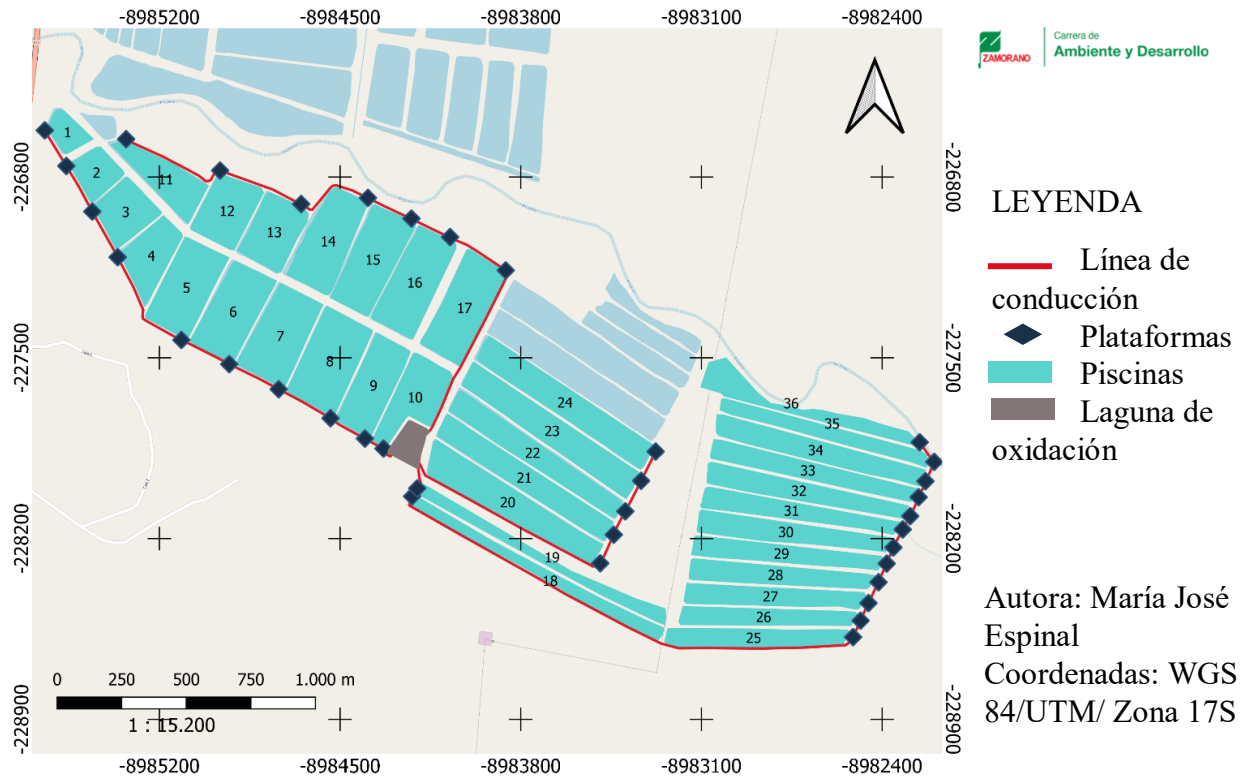 -8985200 -8984500 -8983800 -8983100 -8982400
ZAMORANO
Carrera de
Ambiente y Desarrollo
-226800
-227500
-228200
-228900
-226800
-227500
-228200
-228900
1
2
3
4
5
6
7
8
9
10
11
12
13
14
15
16
17
24
23
22
21
20
19
18
36
35
34
33
32
31
30
29
28
27
26
25
LEYENDA
Línea de
conducción
Plataformas
Piscinas
Laguna de
oxidación
Autora: María José
Espinal
Coordenadas: WGS
84/UTM/ Zona 17S
0 250 500 750 1.000 m
1 : 15.200
-8985200 -8984500 -8983800 -8983100 -8982400